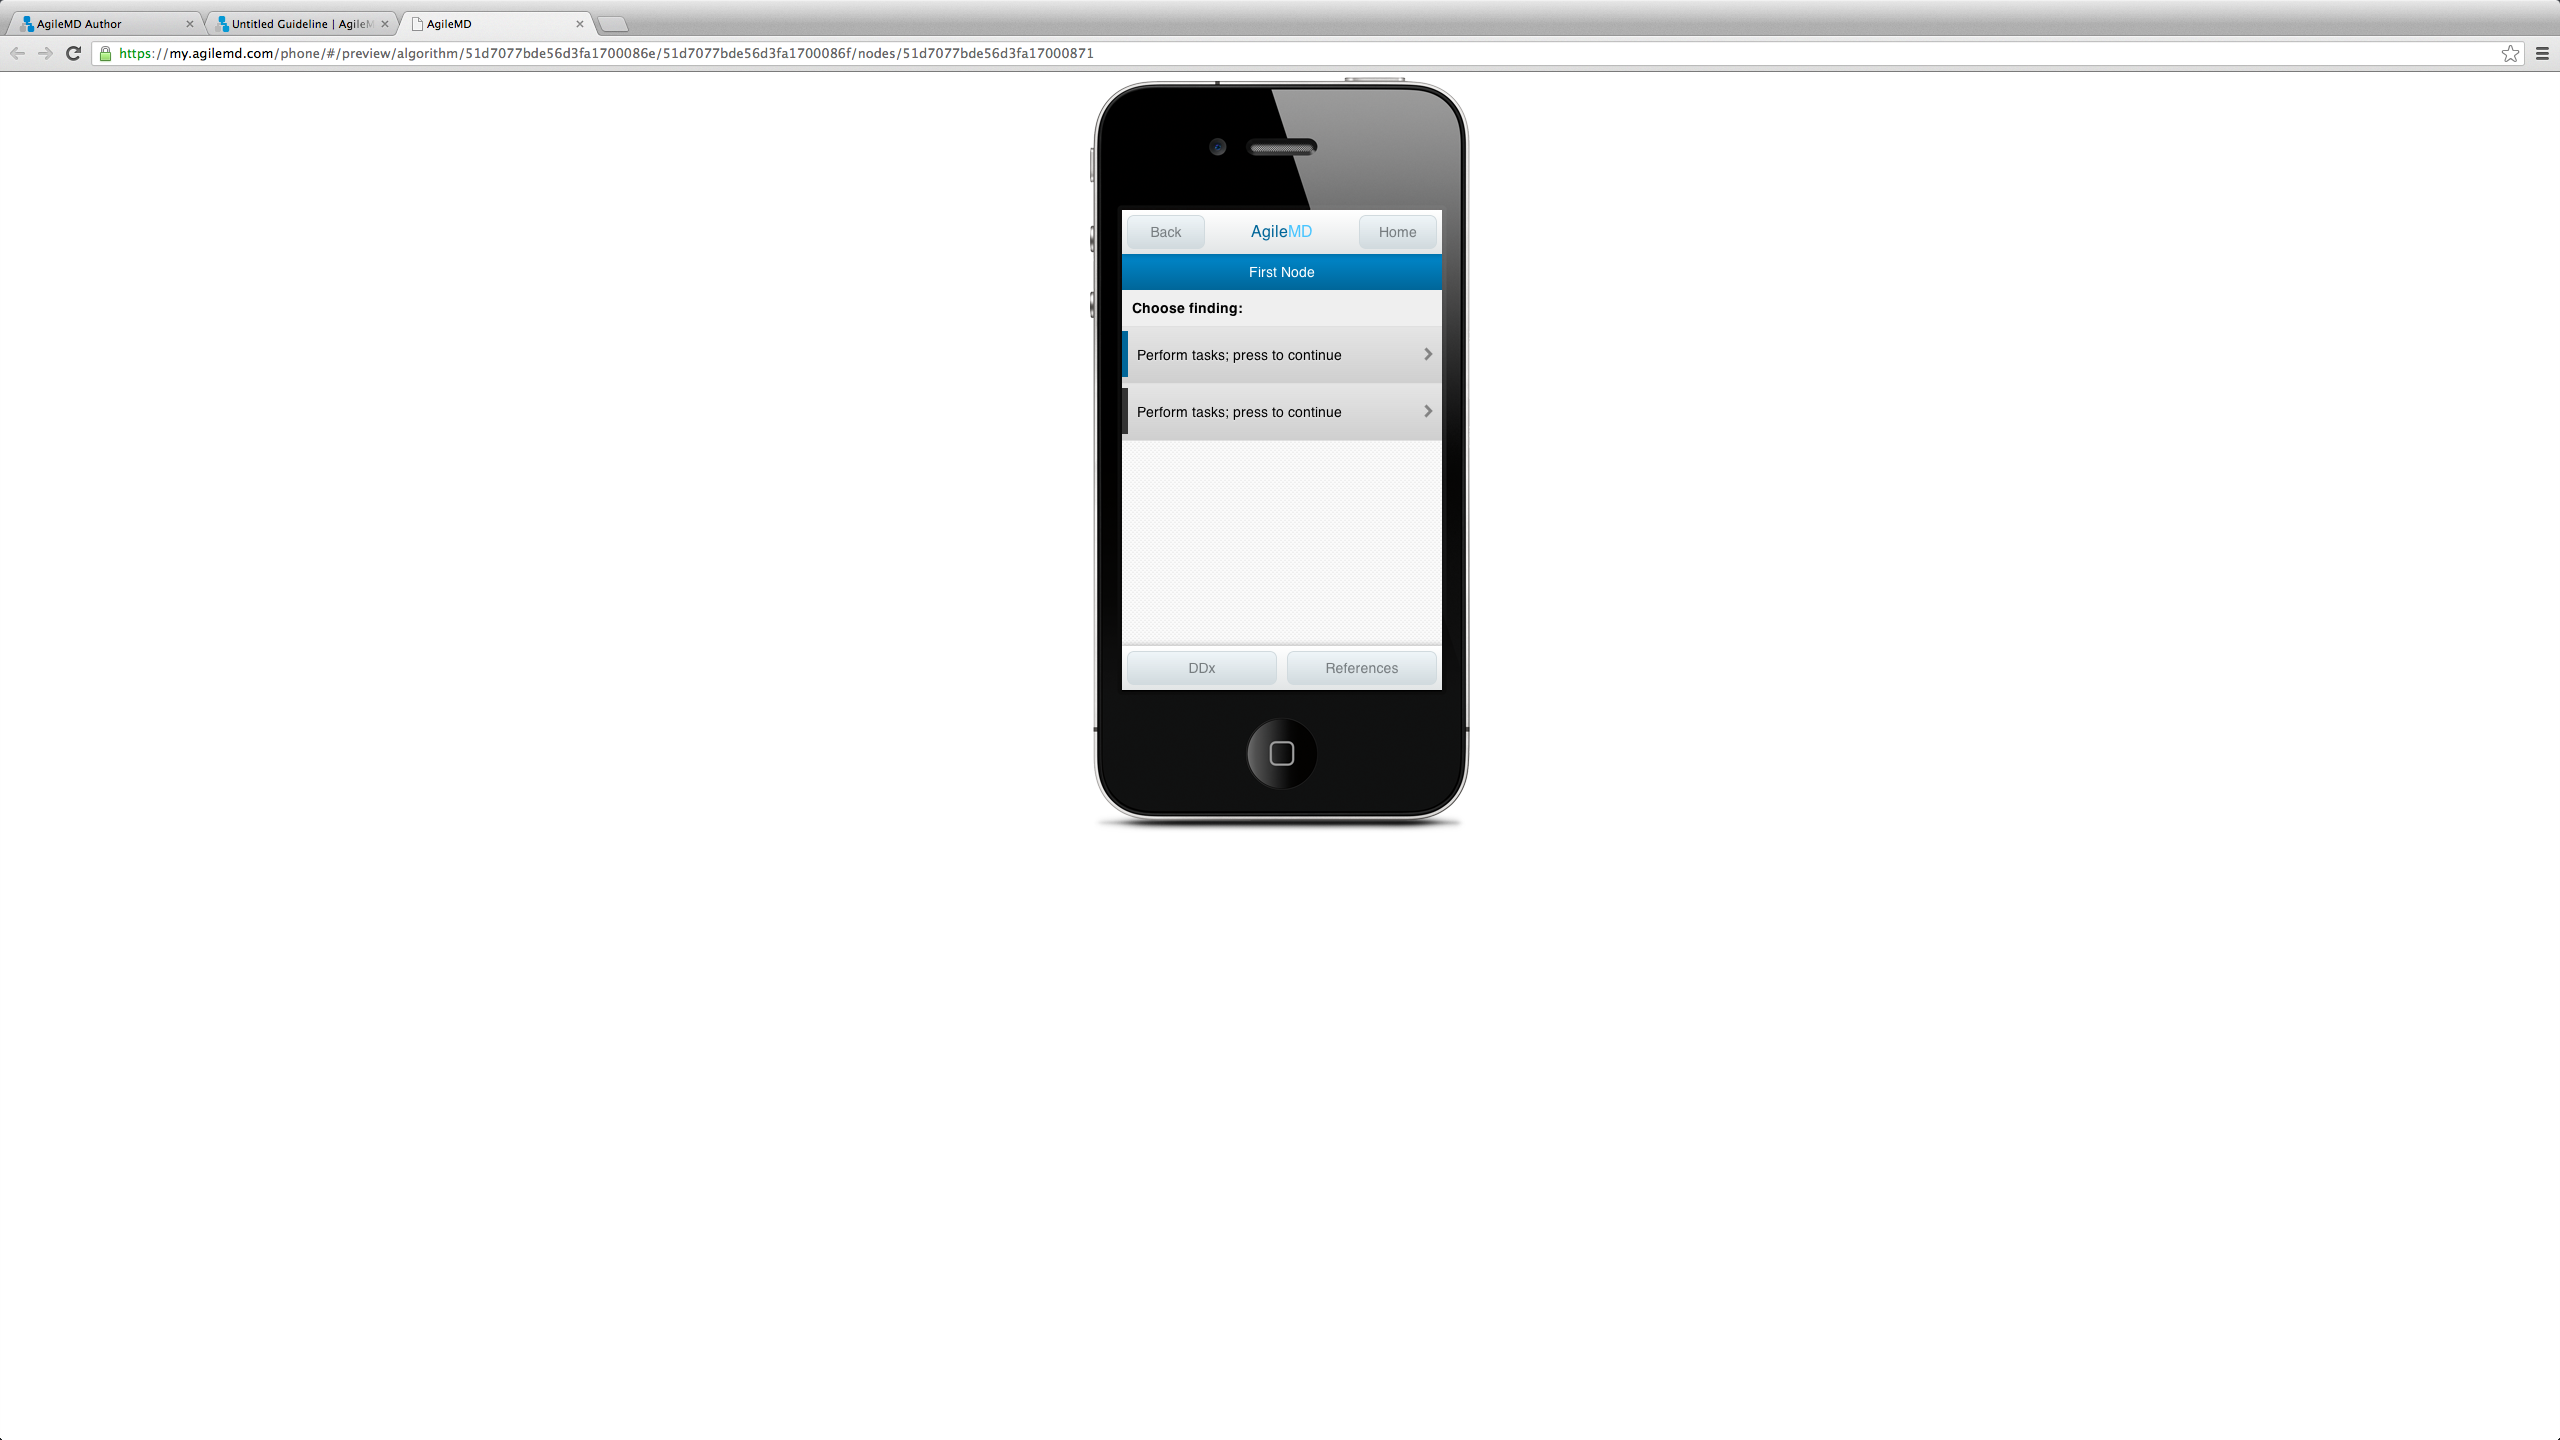 AgileMD Author
Untitled Guideline | AgileM
AgileMD
https://my.agilemd.com/phone/#/preview/algorithm/51d7077bde56d3fa1700086e/51d7077bde56d3fa1700086f/nodes/51d7077bde56d3fa17000871
Back AgileMD Home
First Node
Choose finding:
Perform tasks; press to continue
Perform tasks; press to continue
DDx References